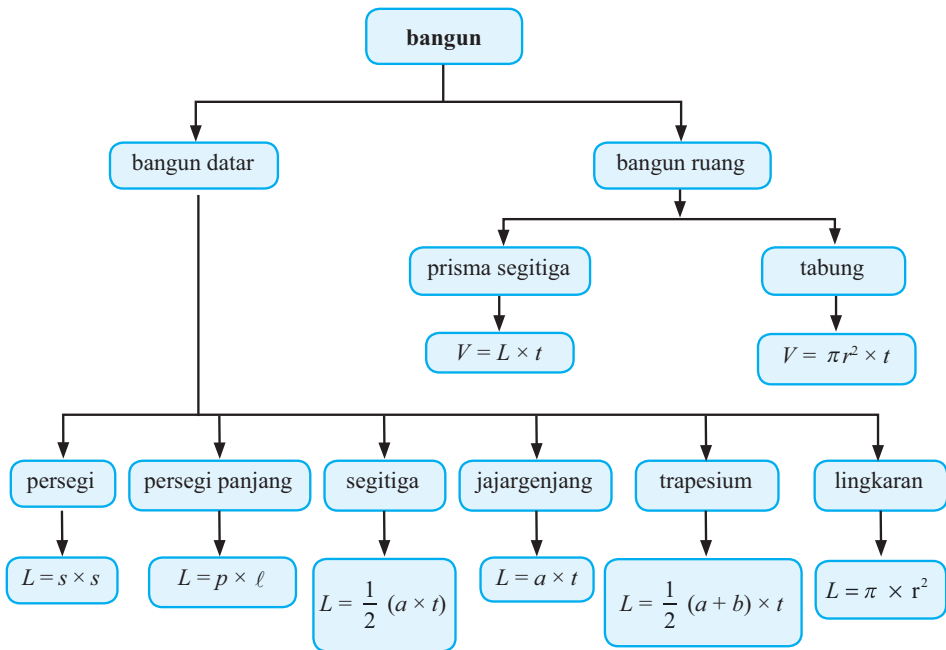 bangun
bangun datar
bangun ruang
prisma segitiga
tabung
V = L × t
V = πr² × t
persegi
persegi panjang
segitiga
jajargenjang
trapesium
lingkaran
L = s × s
L = p × ℓ
L = 1/2 (a × t)
L = a × t
L = 1/2 (a + b) × t
L = π × r²